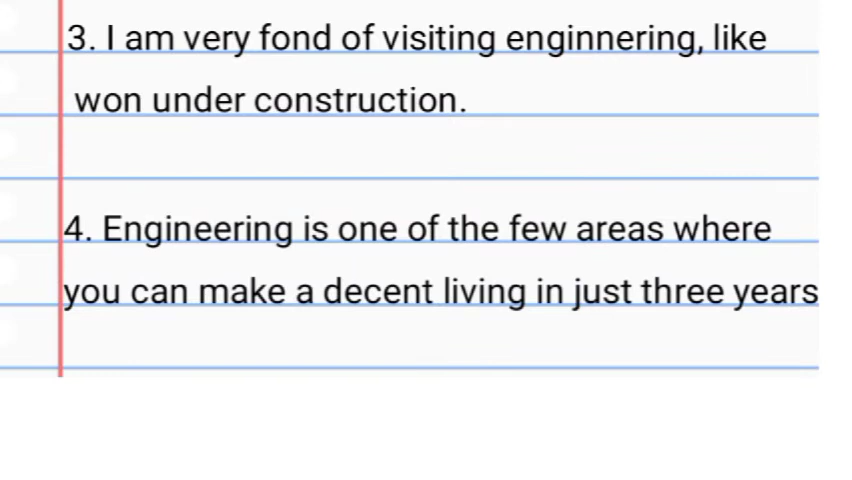 3. I am very fond of visiting enginnering, like
won under construction.
4. Engineering is one of the few areas where
you can make a decent living in just three years